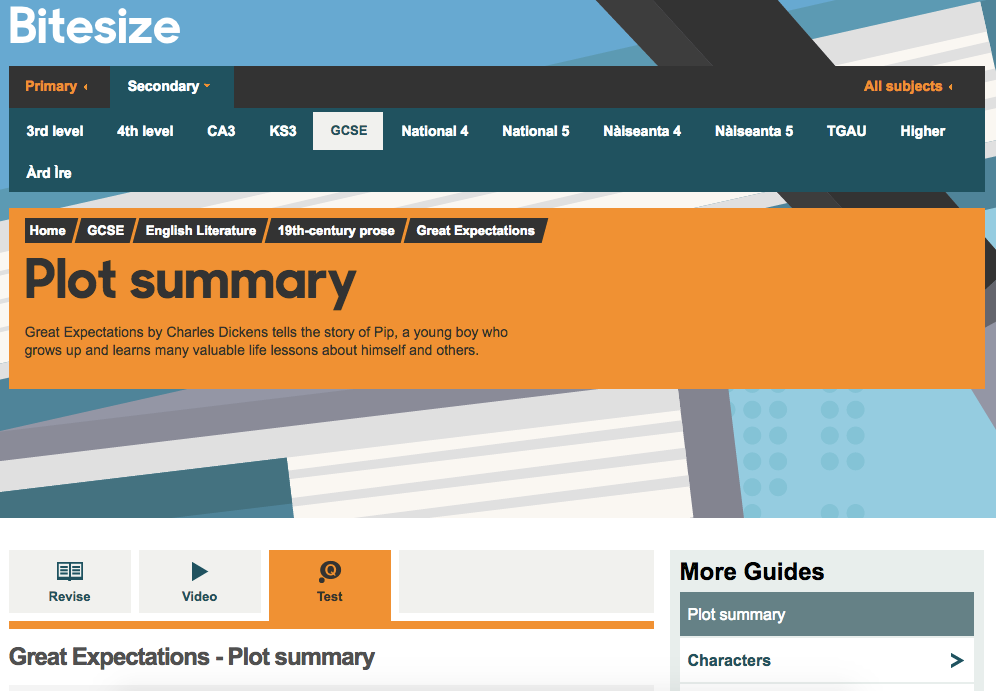 Bitesize
Primary
Secondary
All subjects
3rd level 4th level CA3 KS3 GCSE National 4 National 5 Nàiseanta 4 Nàiseanta 5 TGAU Higher
Àrd Ìre
Home GCSE English Literature 19th-century prose Great Expectations
Plot summary
Great Expectations by Charles Dickens tells the story of Pip, a young boy who
grows up and learns many valuable life lessons about himself and others.
Revise Video Test
Great Expectations - Plot summary
More Guides
Plot summary
Characters